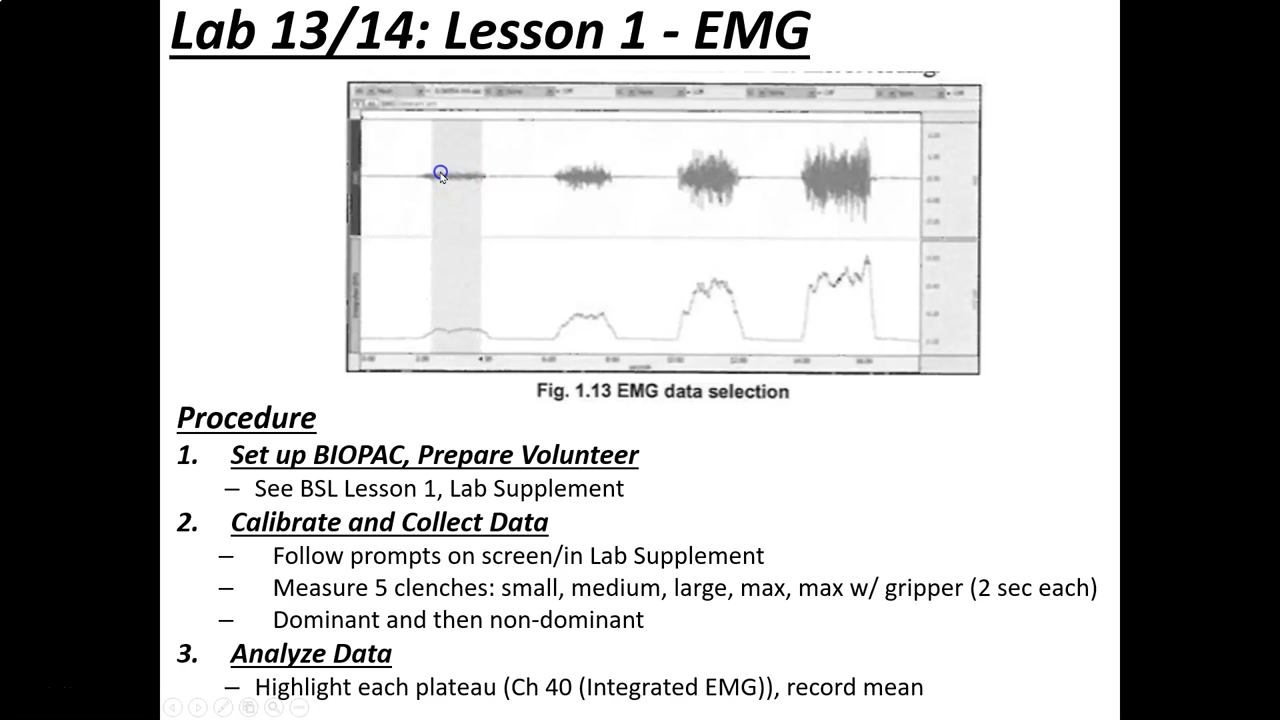 Lab 13/14: Lesson 1 - EMG
Fig. 1.13 EMG data selection
Procedure
1. Set up BIOPAC, Prepare Volunteer
– See BSL Lesson 1, Lab Supplement
2. Calibrate and Collect Data
– Follow prompts on screen/in Lab Supplement
– Measure 5 clenches: small, medium, large, max, max w/ gripper (2 sec each)
– Dominant and then non-dominant
3. Analyze Data
– Highlight each plateau (Ch 40 (Integrated EMG)), record mean